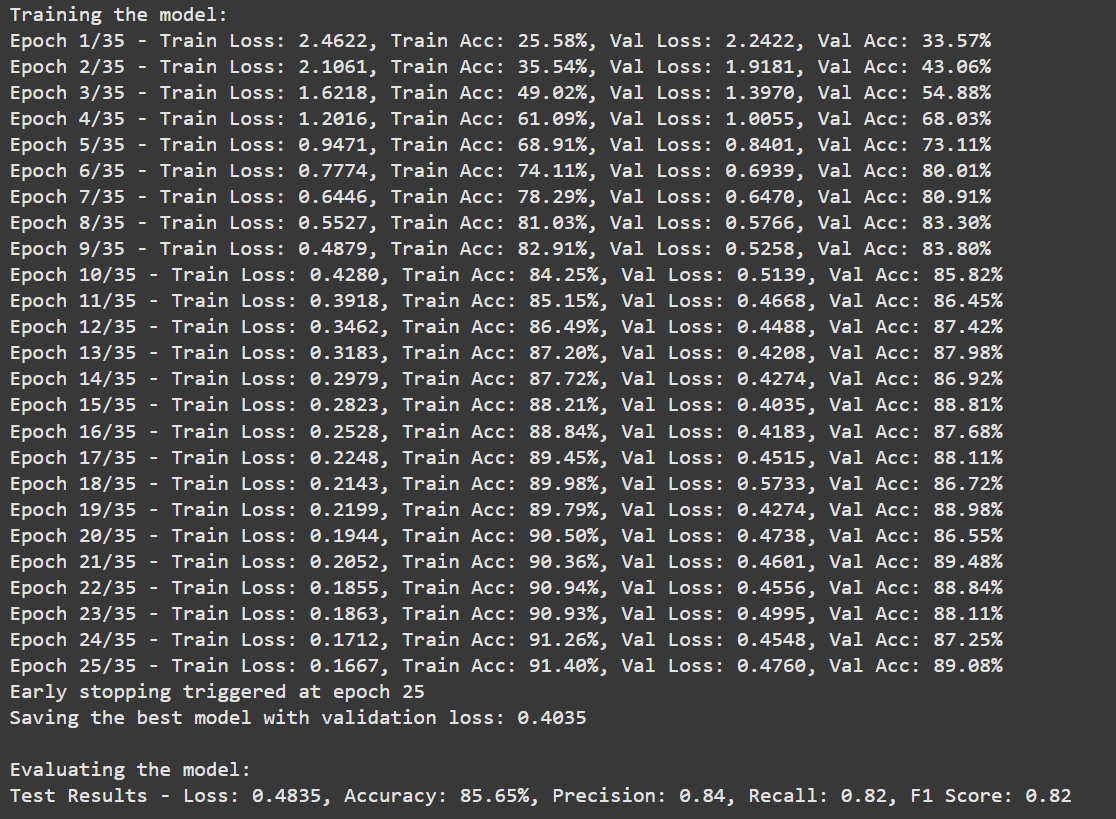 Training the model:
Epoch 1/35 - Train Loss: 2.4622, Train Acc: 25.58%, Val Loss: 2.2422, Val Acc: 33.57%
Epoch 2/35 - Train Loss: 2.1061, Train Acc: 35.54%, Val Loss: 1.9181, Val Acc: 43.06%
Epoch 3/35 - Train Loss: 1.6218, Train Acc: 49.02%, Val Loss: 1.3970, Val Acc: 54.88%
Epoch 4/35 - Train Loss: 1.2016, Train Acc: 61.09%, Val Loss: 1.0055, Val Acc: 68.03%
Epoch 5/35 - Train Loss: 0.9471, Train Acc: 68.91%, Val Loss: 0.8401, Val Acc: 73.11%
Epoch 6/35 - Train Loss: 0.7774, Train Acc: 74.11%, Val Loss: 0.6939, Val Acc: 80.01%
Epoch 7/35 - Train Loss: 0.6446, Train Acc: 78.29%, Val Loss: 0.6470, Val Acc: 80.91%
Epoch 8/35 - Train Loss: 0.5527, Train Acc: 81.03%, Val Loss: 0.5766, Val Acc: 83.30%
Epoch 9/35 - Train Loss: 0.4879, Train Acc: 82.91%, Val Loss: 0.5258, Val Acc: 83.80%
Epoch 10/35 - Train Loss: 0.4280, Train Acc: 84.25%, Val Loss: 0.5139, Val Acc: 85.82%
Epoch 11/35 - Train Loss: 0.3918, Train Acc: 85.15%, Val Loss: 0.4668, Val Acc: 86.45%
Epoch 12/35 - Train Loss: 0.3462, Train Acc: 86.49%, Val Loss: 0.4488, Val Acc: 87.42%
Epoch 13/35 - Train Loss: 0.3183, Train Acc: 87.20%, Val Loss: 0.4208, Val Acc: 87.98%
Epoch 14/35 - Train Loss: 0.2979, Train Acc: 87.72%, Val Loss: 0.4274, Val Acc: 86.92%
Epoch 15/35 - Train Loss: 0.2823, Train Acc: 88.21%, Val Loss: 0.4035, Val Acc: 88.81%
Epoch 16/35 - Train Loss: 0.2528, Train Acc: 88.84%, Val Loss: 0.4183, Val Acc: 87.68%
Epoch 17/35 - Train Loss: 0.2248, Train Acc: 89.45%, Val Loss: 0.4515, Val Acc: 88.11%
Epoch 18/35 - Train Loss: 0.2143, Train Acc: 89.98%, Val Loss: 0.5733, Val Acc: 86.72%
Epoch 19/35 - Train Loss: 0.2199, Train Acc: 89.79%, Val Loss: 0.4274, Val Acc: 88.98%
Epoch 20/35 - Train Loss: 0.1944, Train Acc: 90.50%, Val Loss: 0.4738, Val Acc: 86.55%
Epoch 21/35 - Train Loss: 0.2052, Train Acc: 90.36%, Val Loss: 0.4601, Val Acc: 89.48%
Epoch 22/35 - Train Loss: 0.1855, Train Acc: 90.94%, Val Loss: 0.4556, Val Acc: 88.84%
Epoch 23/35 - Train Loss: 0.1863, Train Acc: 90.93%, Val Loss: 0.4995, Val Acc: 88.11%
Epoch 24/35 - Train Loss: 0.1712, Train Acc: 91.26%, Val Loss: 0.4548, Val Acc: 87.25%
Epoch 25/35 - Train Loss: 0.1667, Train Acc: 91.40%, Val Loss: 0.4760, Val Acc: 89.08%
Early stopping triggered at epoch 25
Saving the best model with validation loss: 0.4035
Evaluating the model:
Test Results - Loss: 0.4835, Accuracy: 85.65%, Precision: 0.84, Recall: 0.82, F1 Score: 0.82